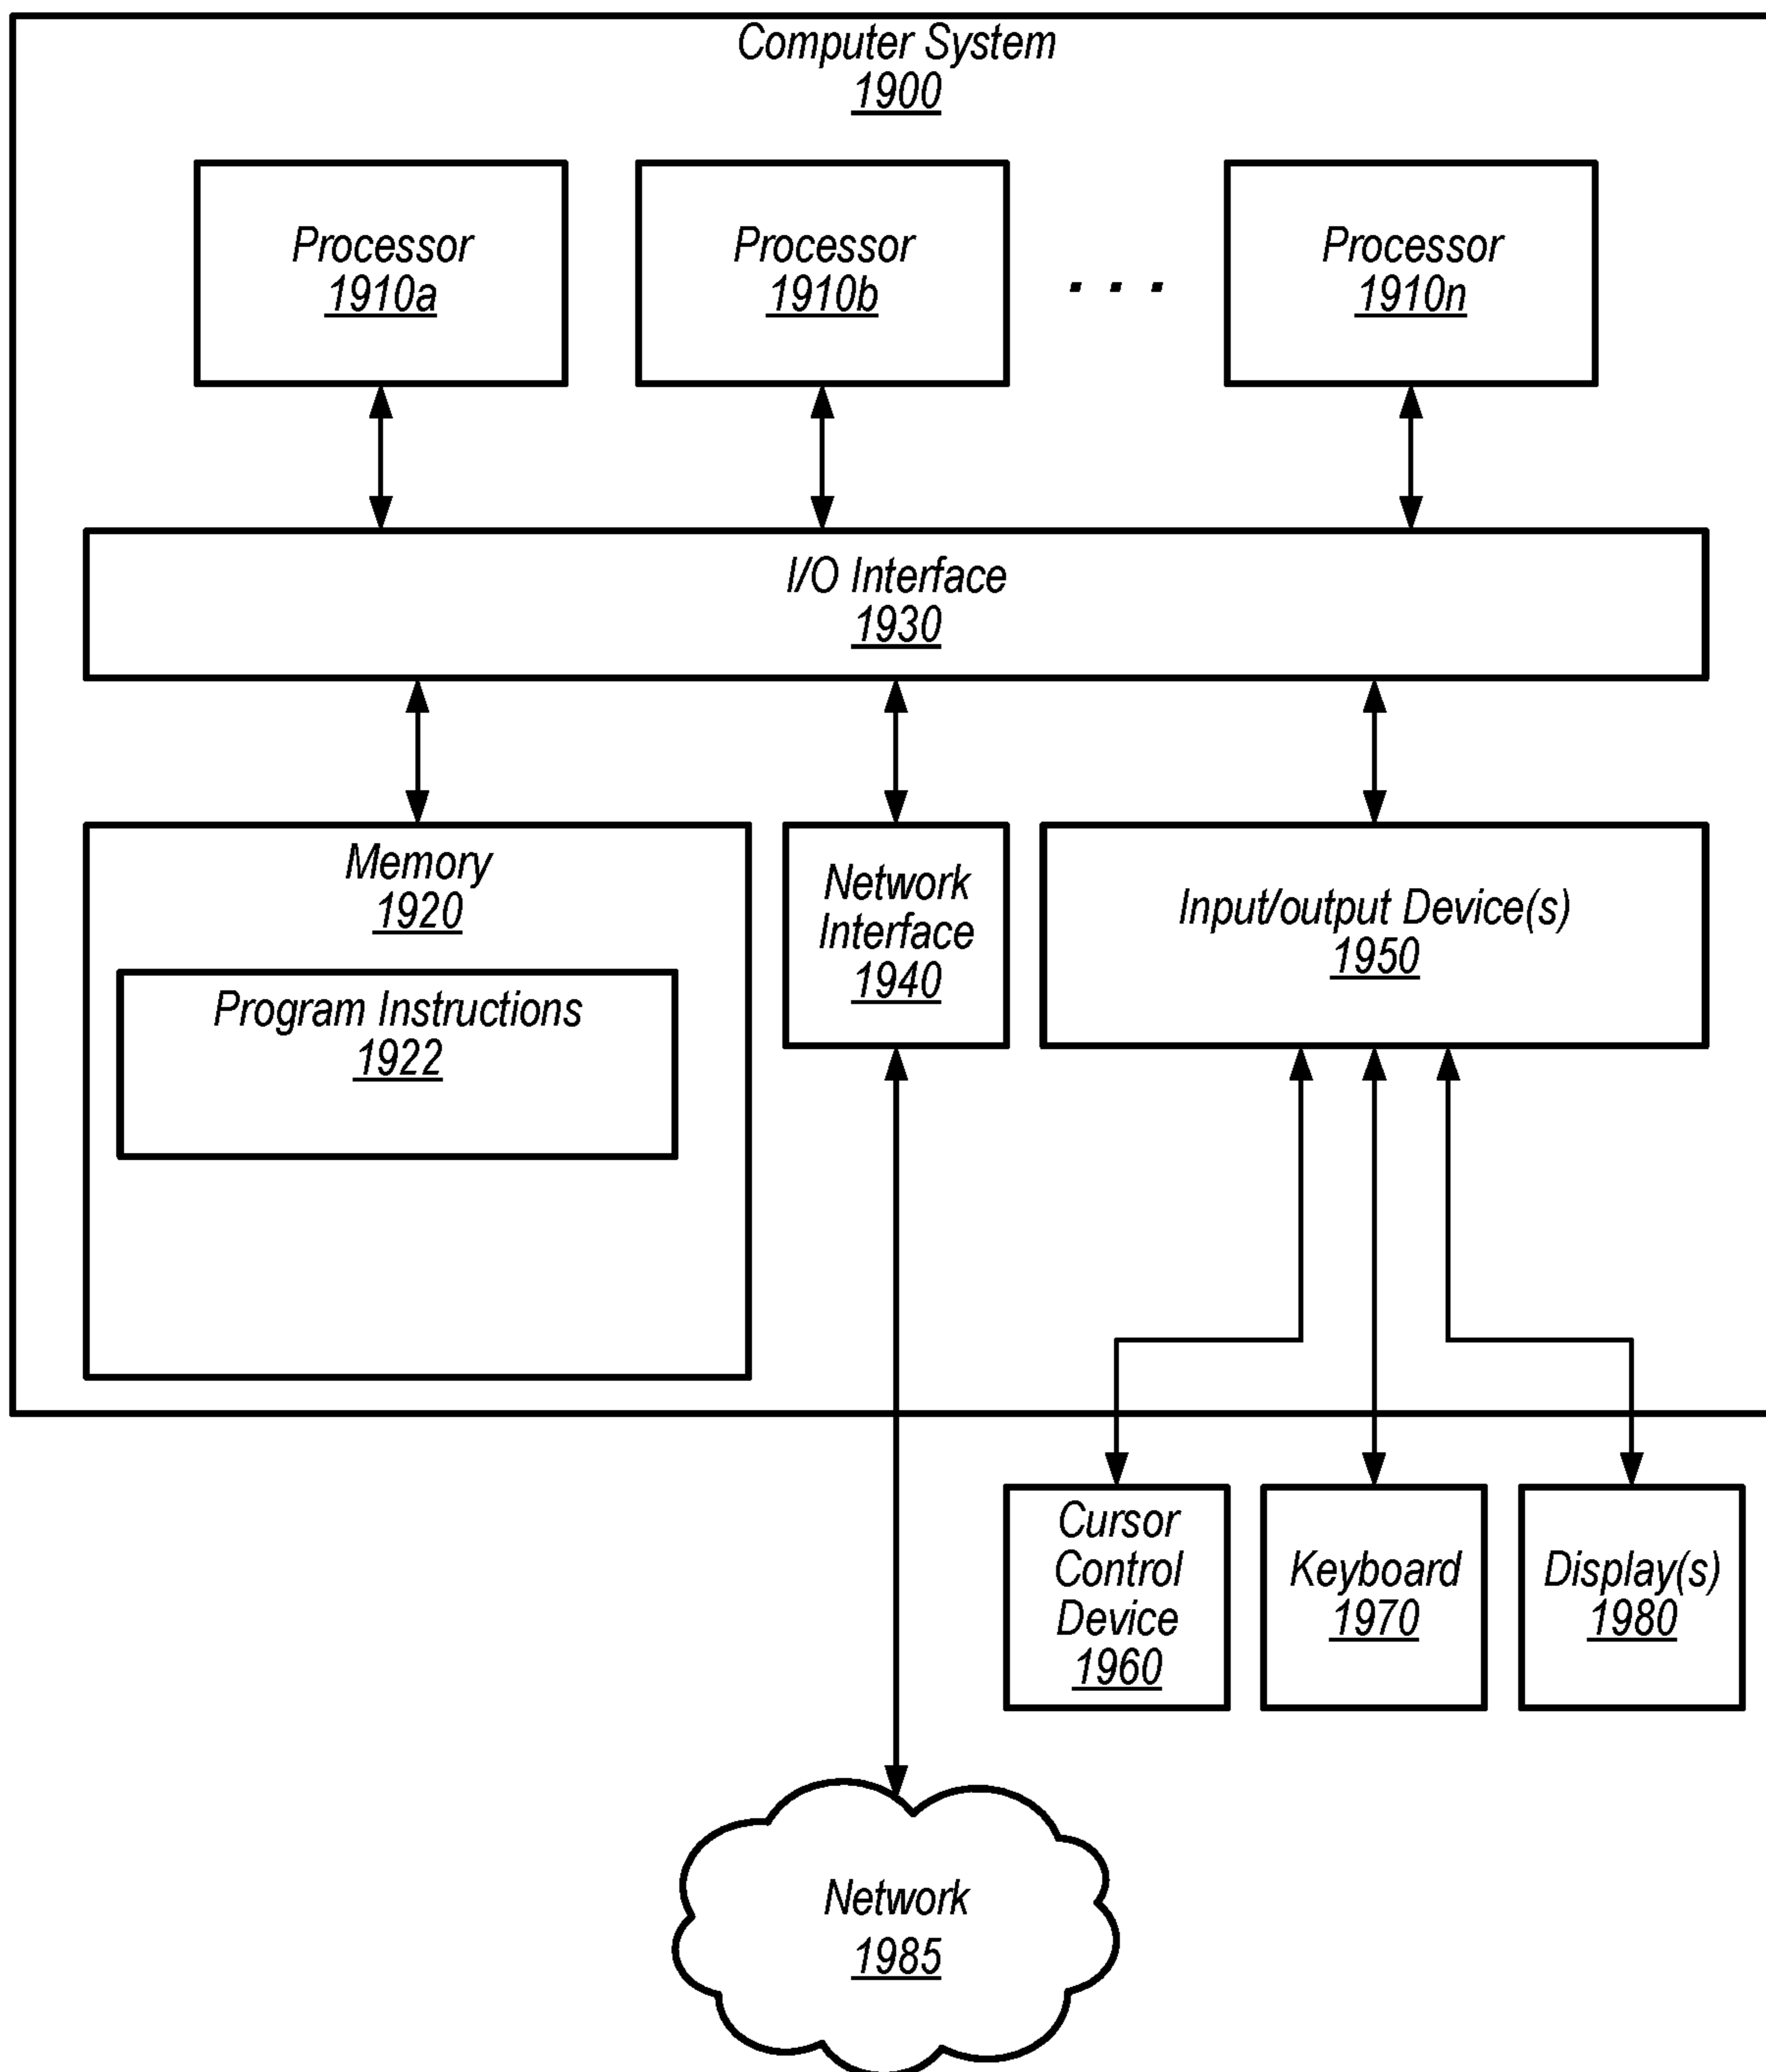 Computer System
1900
Processor
1910a
Processor
1910b
. . .
Processor
1910n
I/O Interface
1930
Memory
1920
Program Instructions
1922
Network
Interface
1940
Input/output Device(s)
1950
Cursor
Control
Device
1960
Keyboard
1970
Display(s)
1980
Network
1985